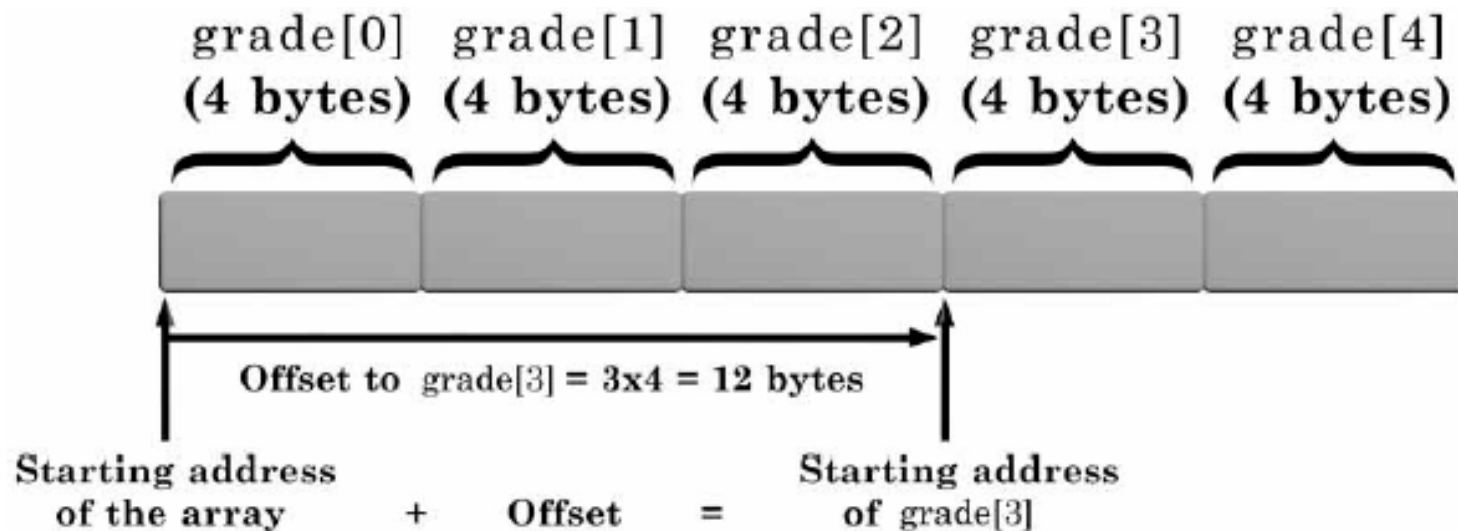 grade[0] grade[1] grade[2] grade[3] grade[4]
(4 bytes) (4 bytes) (4 bytes) (4 bytes) (4 bytes)
Offset to grade[3] = 3x4 = 12 bytes
Starting address Starting address
of the array + Offset = of grade[3]